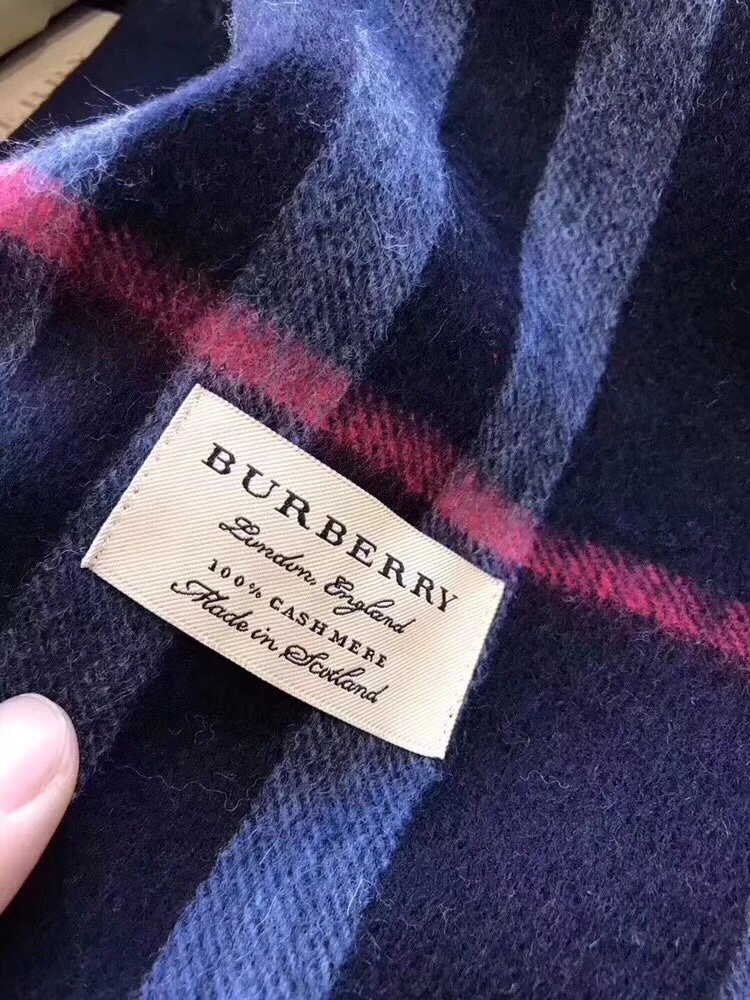 BURBERRY
London, England
100% CASHMERE
Made in Scotland